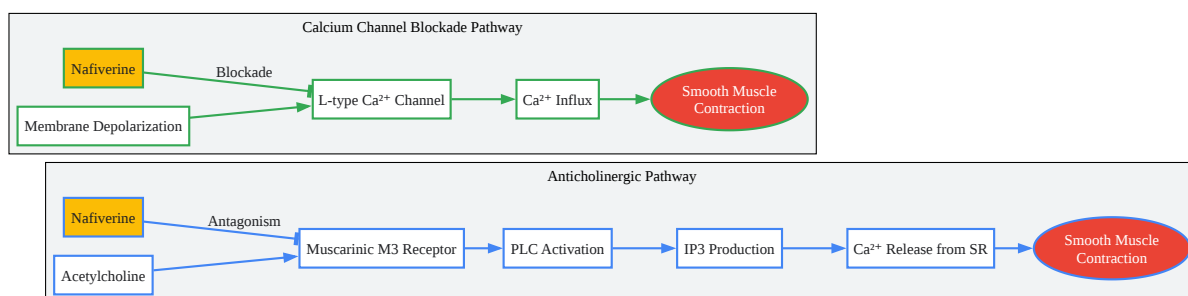 Calcium Channel Blockade Pathway
Nafiverine
Blockade
Membrane Depolarization
L-type Ca²⁺ Channel
Ca²⁺ Influx
Smooth Muscle
Contraction
Anticholinergic Pathway
Nafiverine
Antagonism
Acetylcholine
Muscarinic M3 Receptor
PLC Activation
IP3 Production
Ca²⁺ Release from SR
Smooth Muscle
Contraction